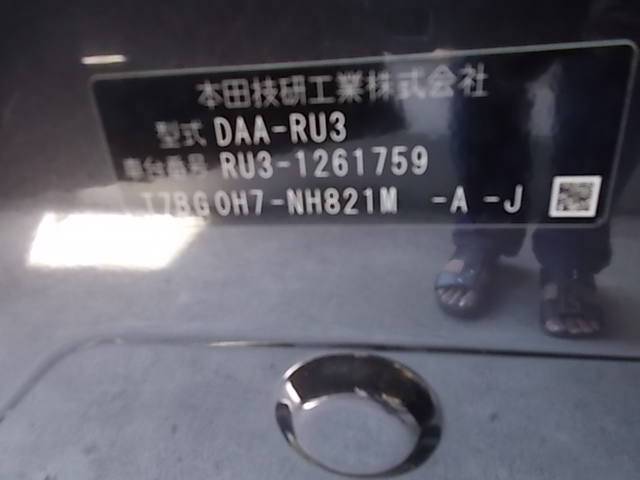 本田技研工業株式会社
型式 DAA-RU3
車台番号 RU3-1261759
T7BG0H7-NH821M -A -J